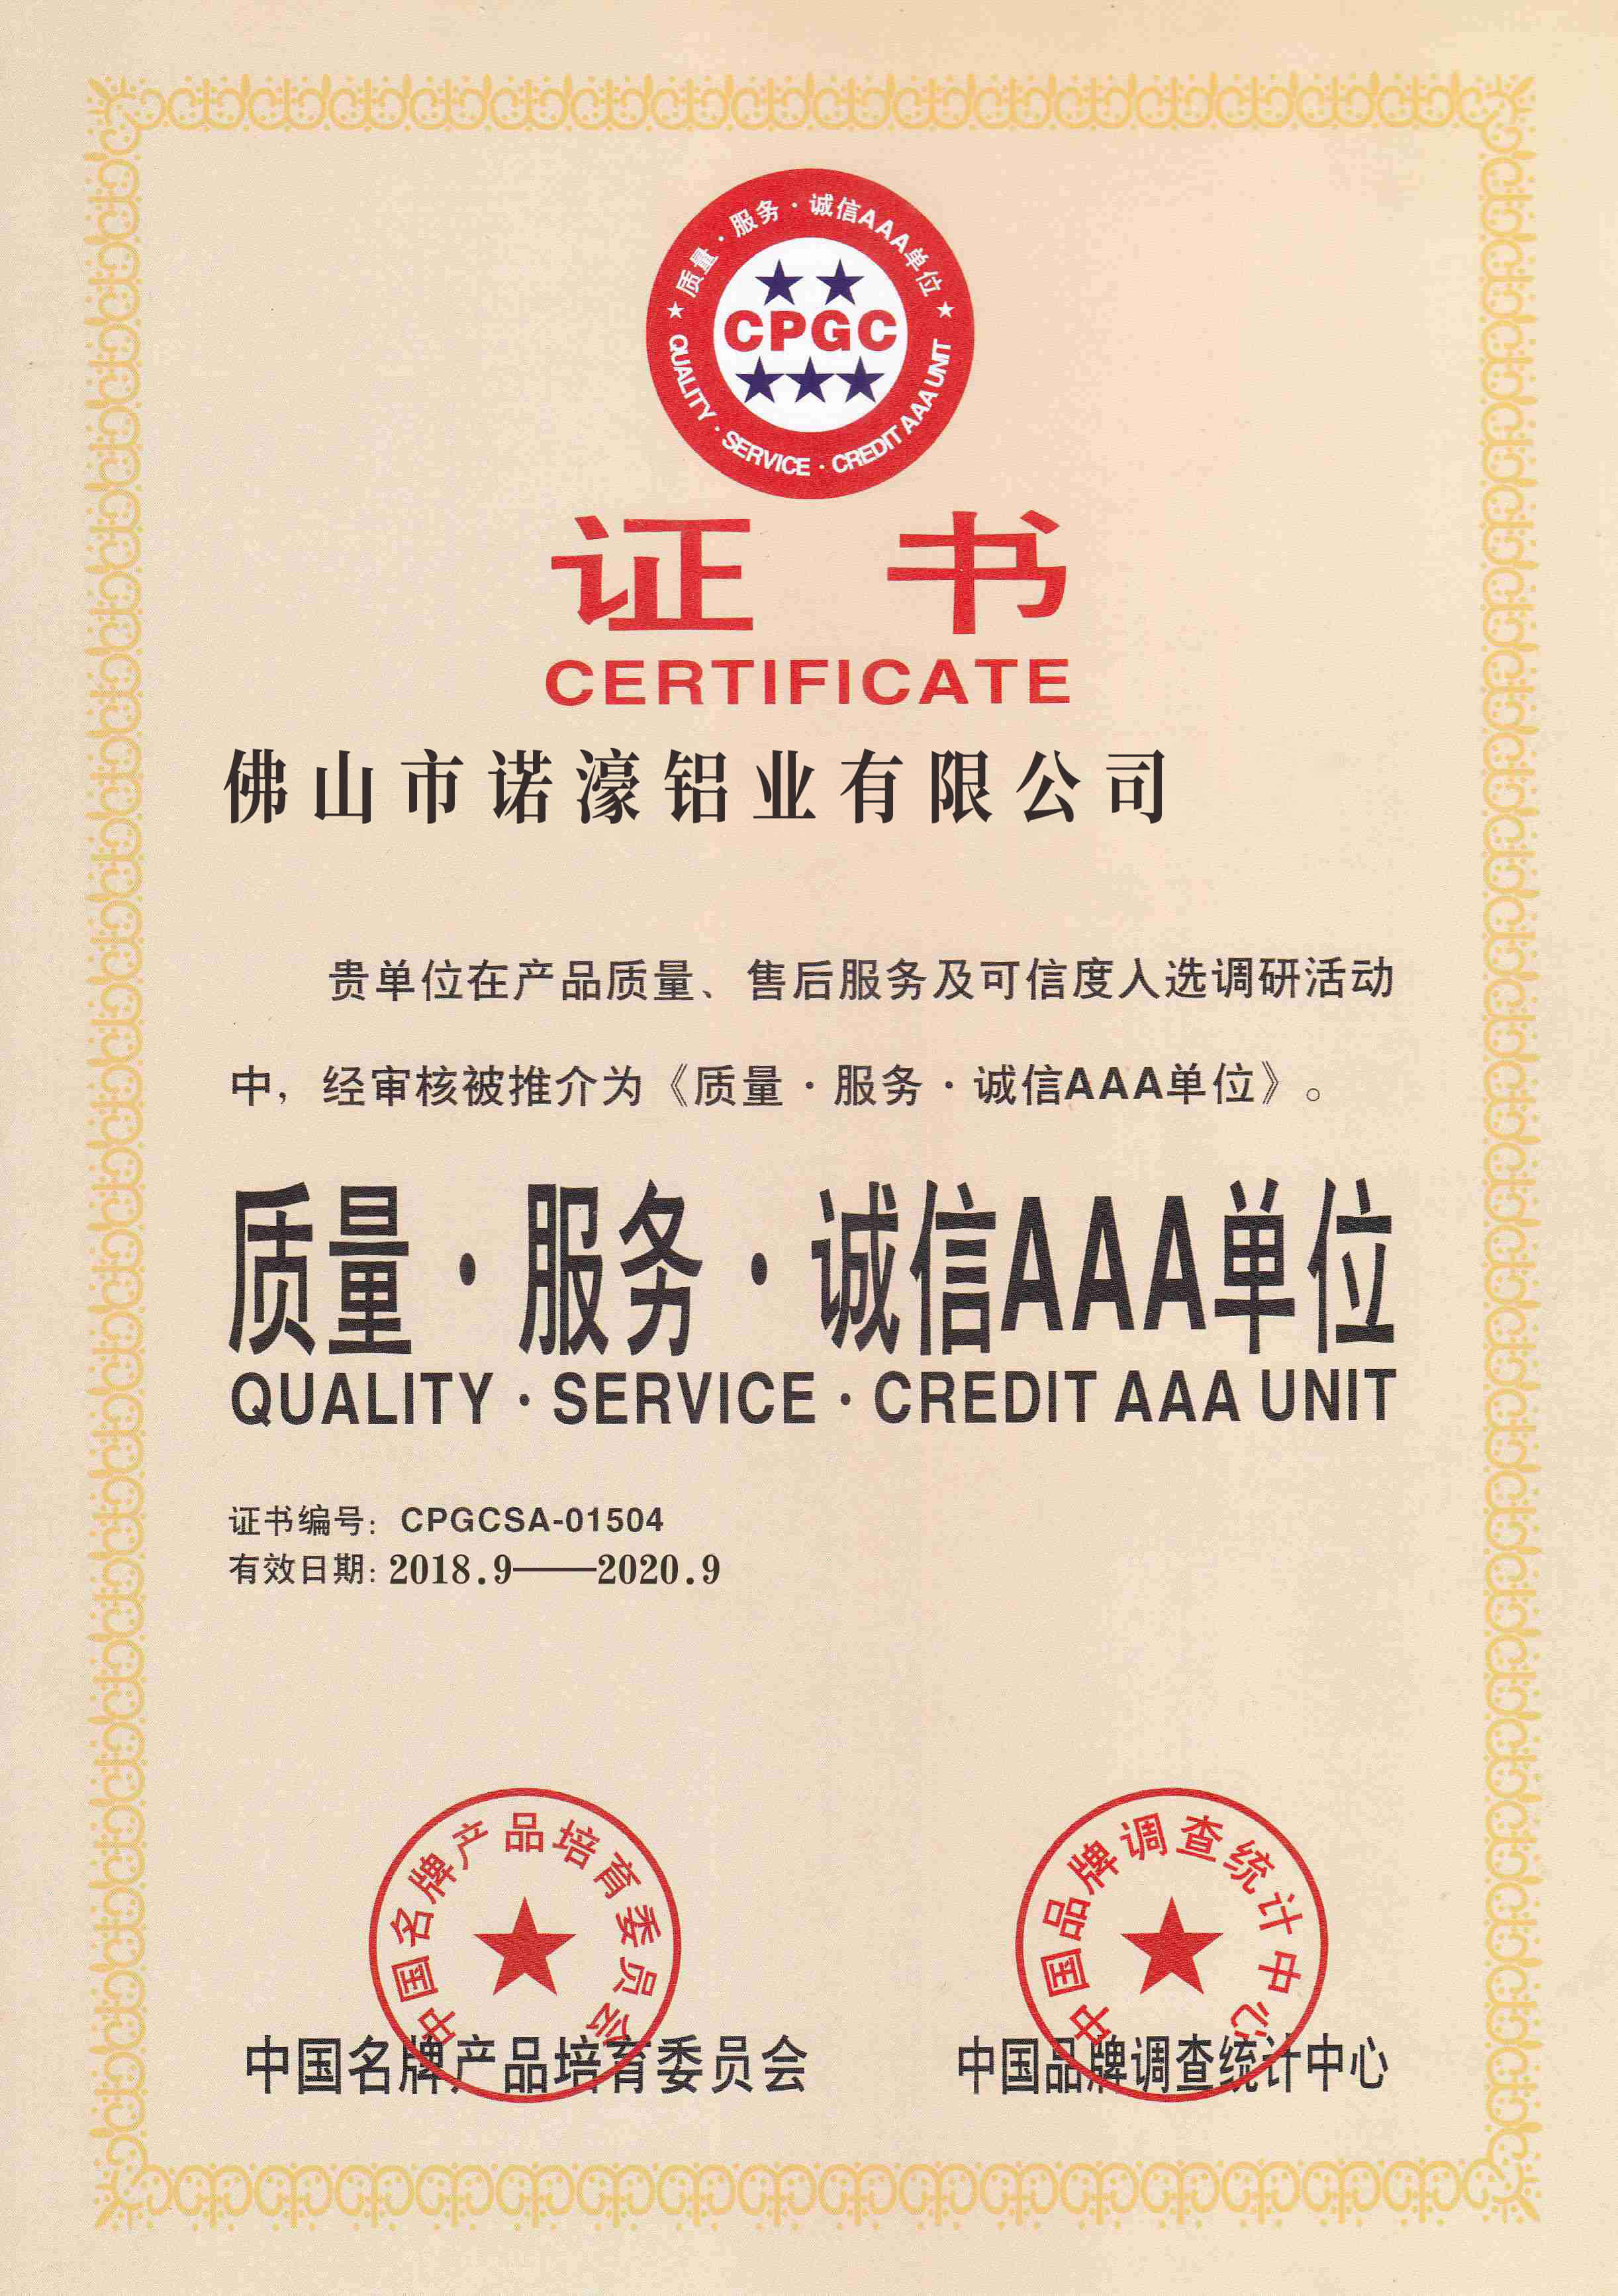 质量·服务·诚信AAA单位
CPGC
QUALITY·SERVICE·CREDIT AAA UNIT
证书
CERTIFICATE
佛山市诺濠铝业有限公司
贵单位在产品质量、售后服务及可信度入选调研活动
中，经审核被推介为《质量·服务·诚信AAA单位》。
质量·服务·诚信AAA单位
QUALITY·SERVICE·CREDIT AAA UNIT
证书编号：CPGCSA-01504
有效日期：2018.9——2020.9
中国名牌产品培育委员会
中国品牌调查统计中心
中国名牌产品培育委员会
中国品牌调查统计中心